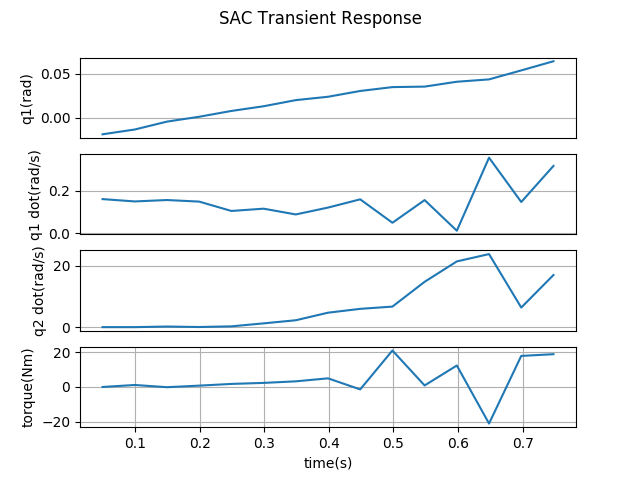 SAC Transient Response
q1(rad)
0.05
0.00
q1 dot(rad/s)
0.2
0.0
q2 dot(rad/s)
20
0
torque(Nm)
20
0
−20
0.1 0.2 0.3 0.4 0.5 0.6 0.7
time(s)